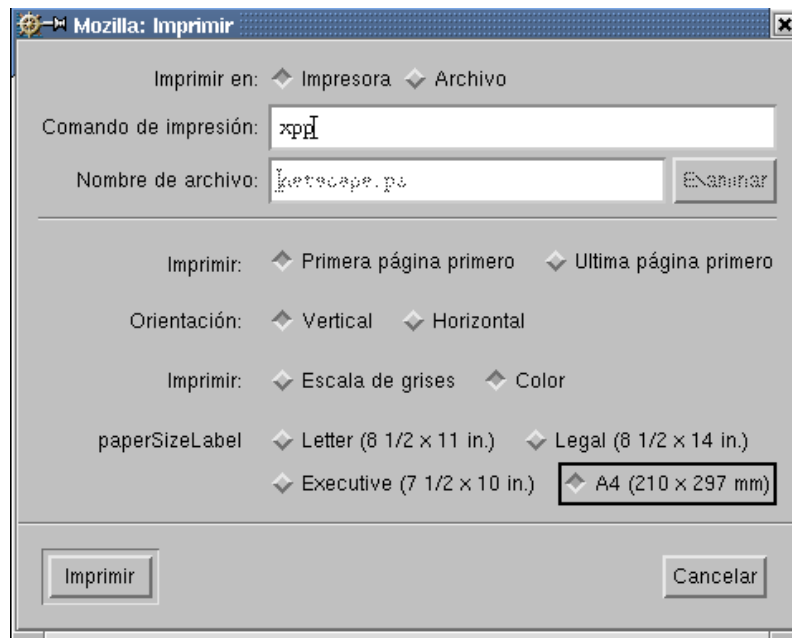 Mozilla: Imprimir
Imprimir en: Impresora Archivo
Comando de impresión: xpp
Nombre de archivo: netscape.ps Examinar
Imprimir: Primera página primero Ultima página primero
Orientación: Vertical Horizontal
Imprimir: Escala de grises Color
paperSizeLabel Letter (8 1/2 x 11 in.) Legal (8 1/2 x 14 in.)
Executive (7 1/2 x 10 in.) A4 (210 x 297 mm)
Imprimir Cancelar